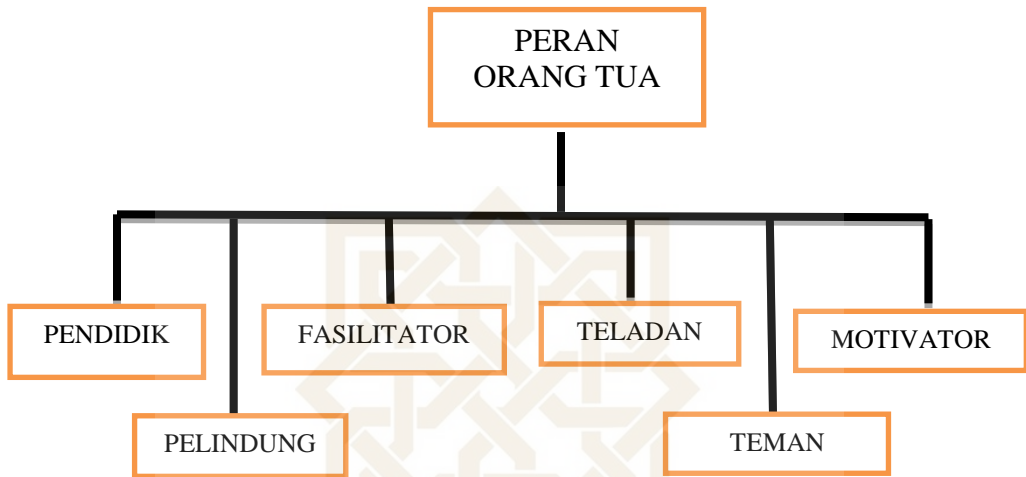 PERAN
ORANG TUA
PENDIDIK
FASILITATOR
TELADAN
MOTIVATOR
PELINDUNG
TEMAN